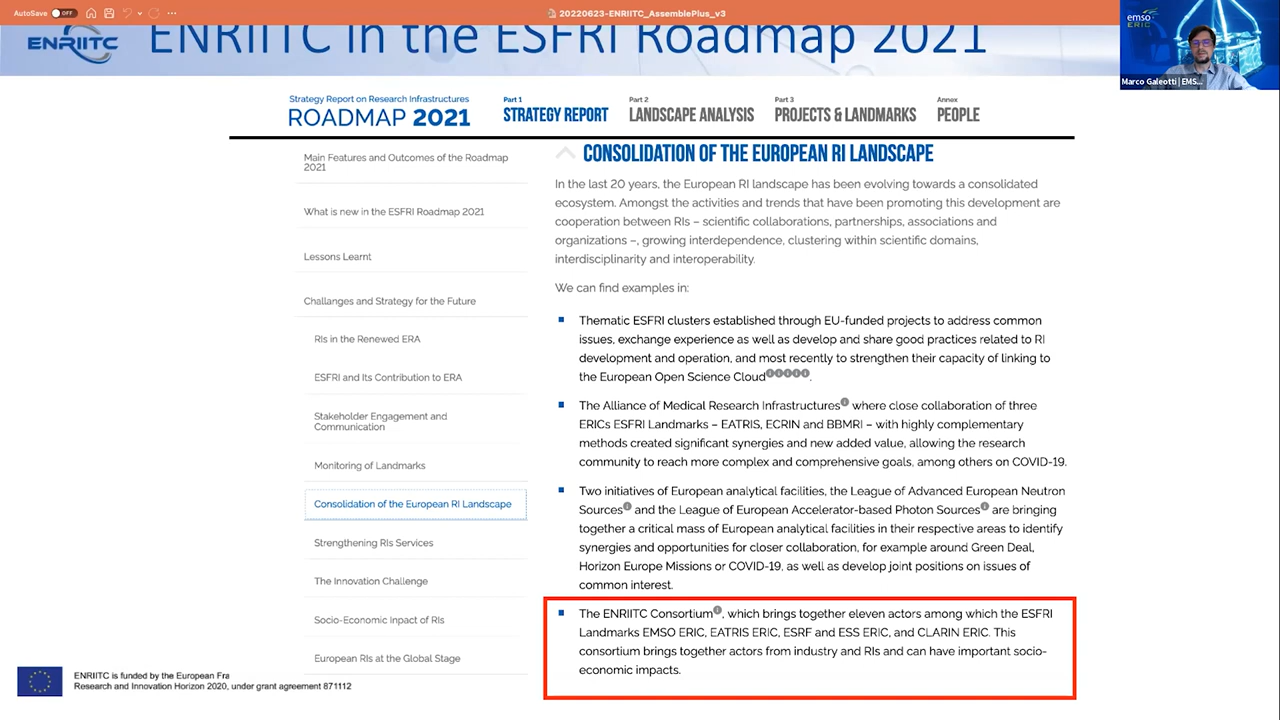 AutoSave OFF
20220623-ENRIITC_AssemblePlus_v3
ENRIITC
ENRIITC in the ESFRI Roadmap 2021
emso
ERIC
Marco Galeotti | EMS...
Strategy Report on Research Infrastructures
ROADMAP 2021
Part 1
STRATEGY REPORT
Part 2
LANDSCAPE ANALYSIS
Part 3
PROJECTS & LANDMARKS
Annex
PEOPLE
Main Features and Outcomes of the Roadmap
2021
What is new in the ESFRI Roadmap 2021
Lessons Learnt
Challanges and Strategy for the Future
RIs in the Renewed ERA
ESFRI and Its Contribution to ERA
Stakeholder Engagement and
Communication
Monitoring of Landmarks
Consolidation of the European RI Landscape
Strengthening RIs Services
The Innovation Challenge
Socio-Economic Inpact of RIs
European RIs at the Global Stage
CONSOLIDATION OF THE EUROPEAN RI LANDSCAPE
In the last 20 years, the European RI landscape has been evolving towards a consolidated
ecosystem. Amongst the activities and trends that have been promoting this development are
cooperation between RIs – scientific collaborations, partnerships, associations and
organizations –, growing interdependence, clustering within scientific domains,
interdisciplinarity and interoperability.
We can find examples in:
Thematic ESFRI clusters established through EU-funded projects to address common
issues, exchange experience as well as develop and share good practices related to RI
development and operation, and most recently to strengthen their capacity of linking to
the European Open Science Cloud.
The Alliance of Medical Research Infrastructures where close collaboration of three
ERICs ESFRI Landmarks – EATRIS, ECRIN and BBMRI – with highly complementary
methods created significant synergies and new added value, allowing the research
community to reach more complex and comprehensive goals, among others on COVID-19.
Two initiatives of European analytical facilities, the League of Advanced European Neutron
Sources and the League of European Accelerator-based Photon Sources are bringing
together a critical mass of European analytical facilities in their respective areas to identify
synergies and opportunities for closer collaboration, for example around Green Deal,
Horizon Europe Missions or COVID-19, as well as develop joint positions on issues of
common interest.
The ENRIITC Consortium, which brings together eleven actors among which the ESFRI
Landmarks EMSO ERIC, EATRIS ERIC, ESRF and ESS ERIC, and CLARIN ERIC. This
consortium brings together actors from industry and RIs and can have important socio-
economic impacts.
ENRIITC is funded by the European Fra
Research and Innovation Horizon 2020, under grant agreement 871112